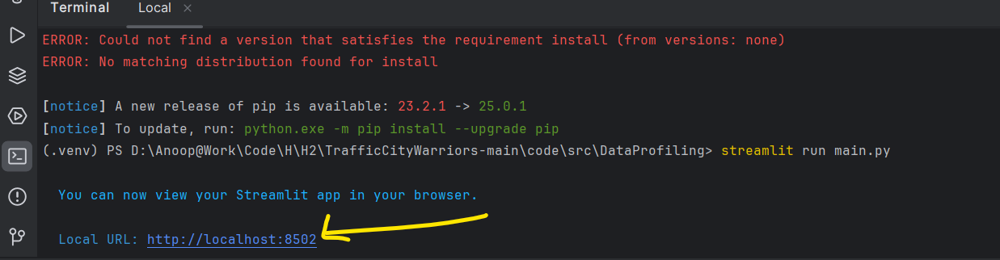 Terminal Local ×
ERROR: Could not find a version that satisfies the requirement install (from versions: none)
ERROR: No matching distribution found for install
[notice] A new release of pip is available: 23.2.1 -> 25.0.1
[notice] To update, run: python.exe -m pip install --upgrade pip
(.venv) PS D:\Anoop@Work\Code\H\H2\TrafficCityWarriors-main\code\src\DataProfiling> streamlit run main.py
You can now view your Streamlit app in your browser.
Local URL: http://localhost:8502